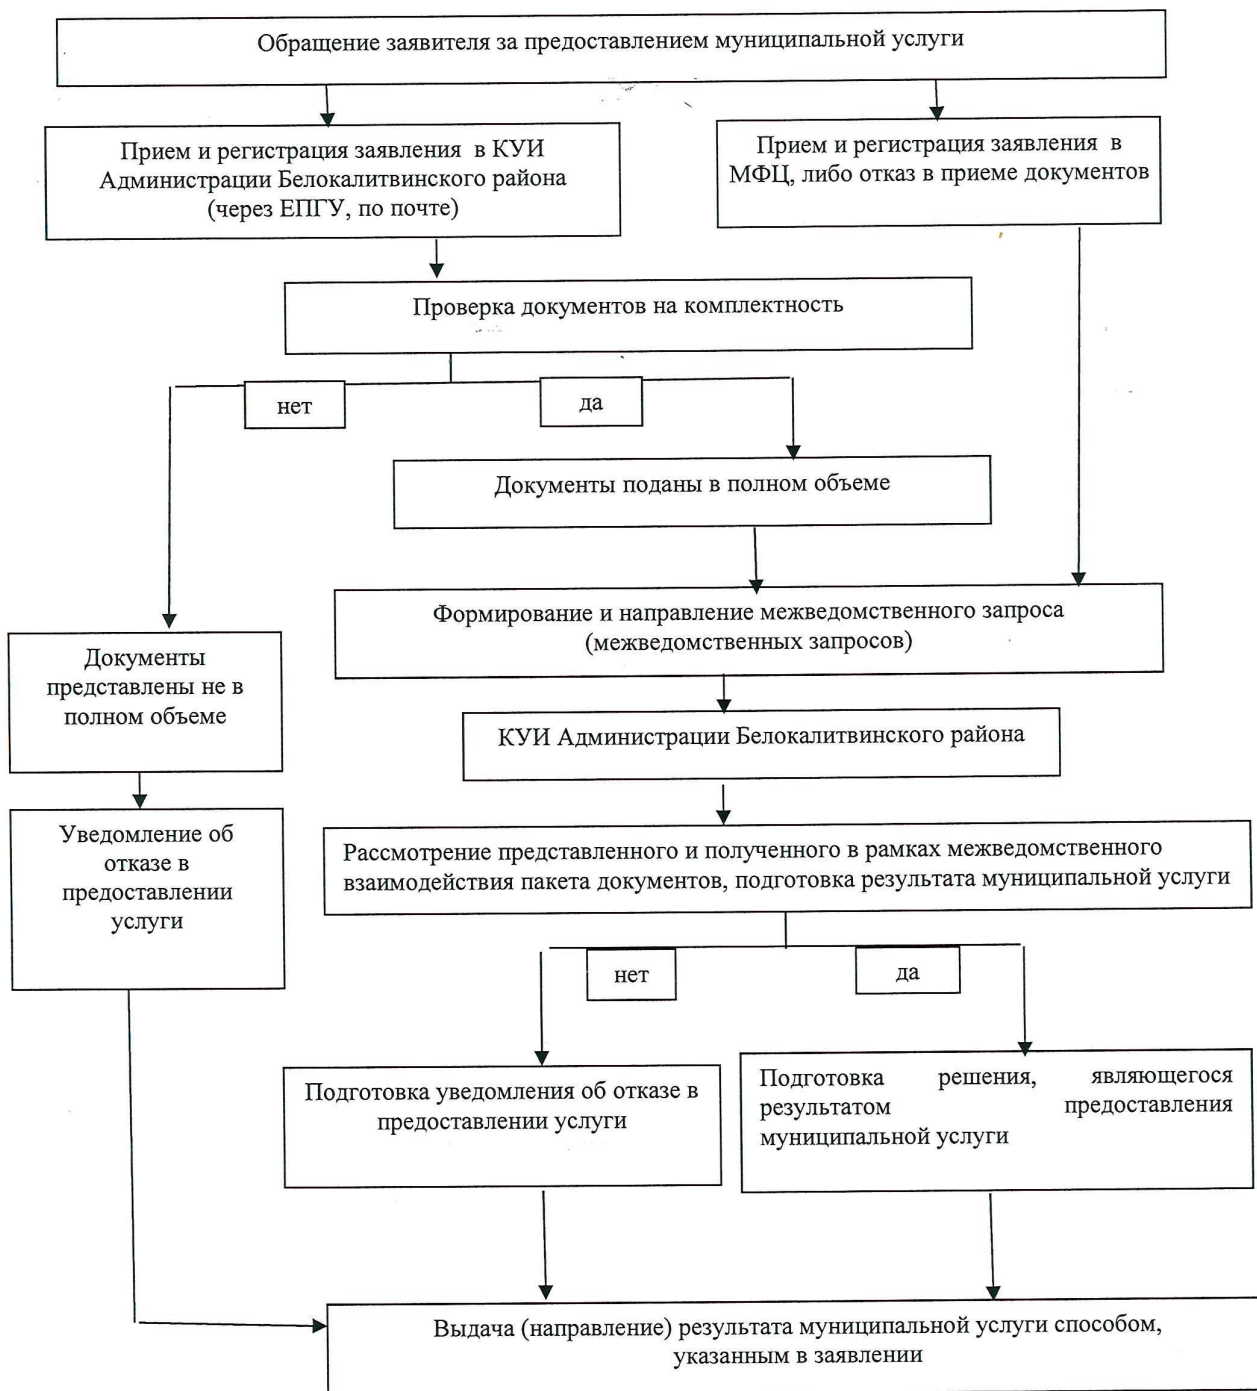 Обращение заявителя за предоставлением муниципальной услуги
Прием и регистрация заявления в КУИ
Администрации Белокалитвинского района
(через ЕПГУ, по почте)
Прием и регистрация заявления в
МФЦ, либо отказ в приеме документов
Проверка документов на комплектность
нет
да
Документы поданы в полном объеме
Формирование и направление межведомственного запроса
(межведомственных запросов)
Документы
представлены не в
полном объеме
КУИ Администрации Белокалитвинского района
Уведомление об
отказе в
предоставлении
услуги
Рассмотрение представленного и полученного в рамках межведомственного
взаимодействия пакета документов, подготовка результата муниципальной услуги
нет
да
Подготовка уведомления об отказе в
предоставлении услуги
Подготовка решения, являющегося
результатом предоставления
муниципальной услуги
Выдача (направление) результата муниципальной услуги способом,
указанным в заявлении